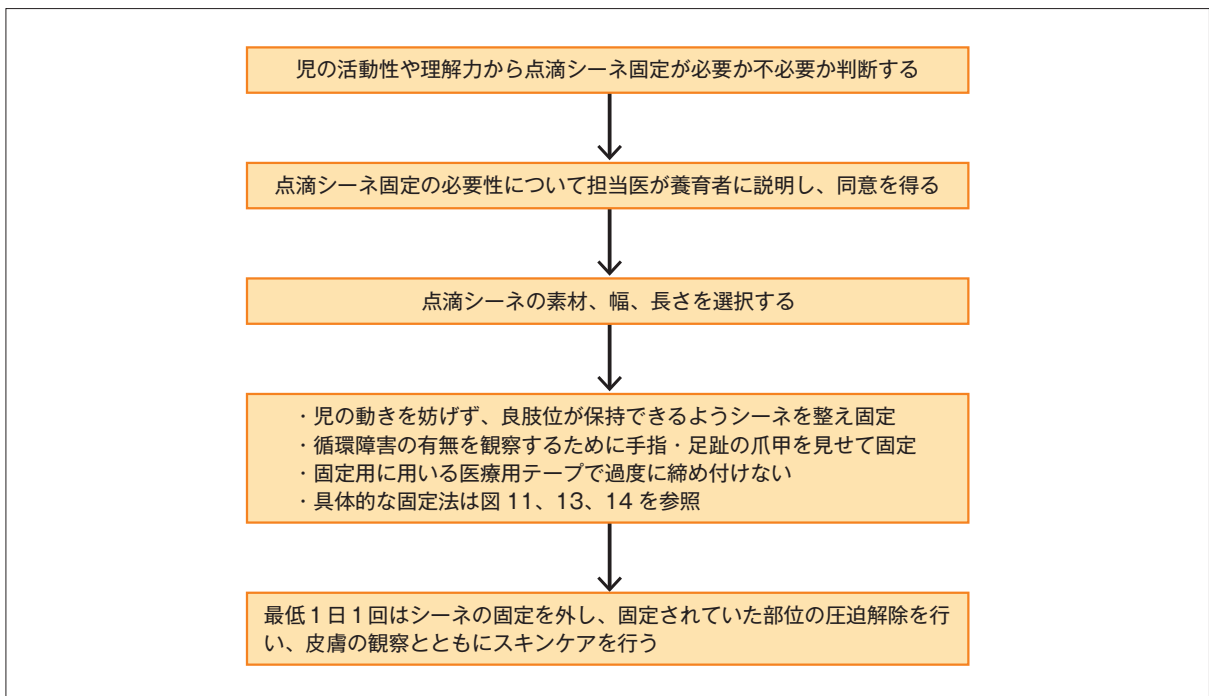 児の活動性や理解力から点滴シーネ固定が必要か不必要か判断する
点滴シーネ固定の必要性について担当医が養育者に説明し、同意を得る
点滴シーネの素材、幅、長さを選択する
・児の動きを妨げず、良肢位が保持できるようシーネを整え固定
・循環障害の有無を観察するために手指・足趾の爪甲を見せて固定
・固定用に用いる医療用テープで過度に締め付けない
・具体的な固定法は図 11、13、14 を参照
最低1日1回はシーネの固定を外し、固定されていた部位の圧迫解除を行
い、皮膚の観察とともにスキンケアを行う